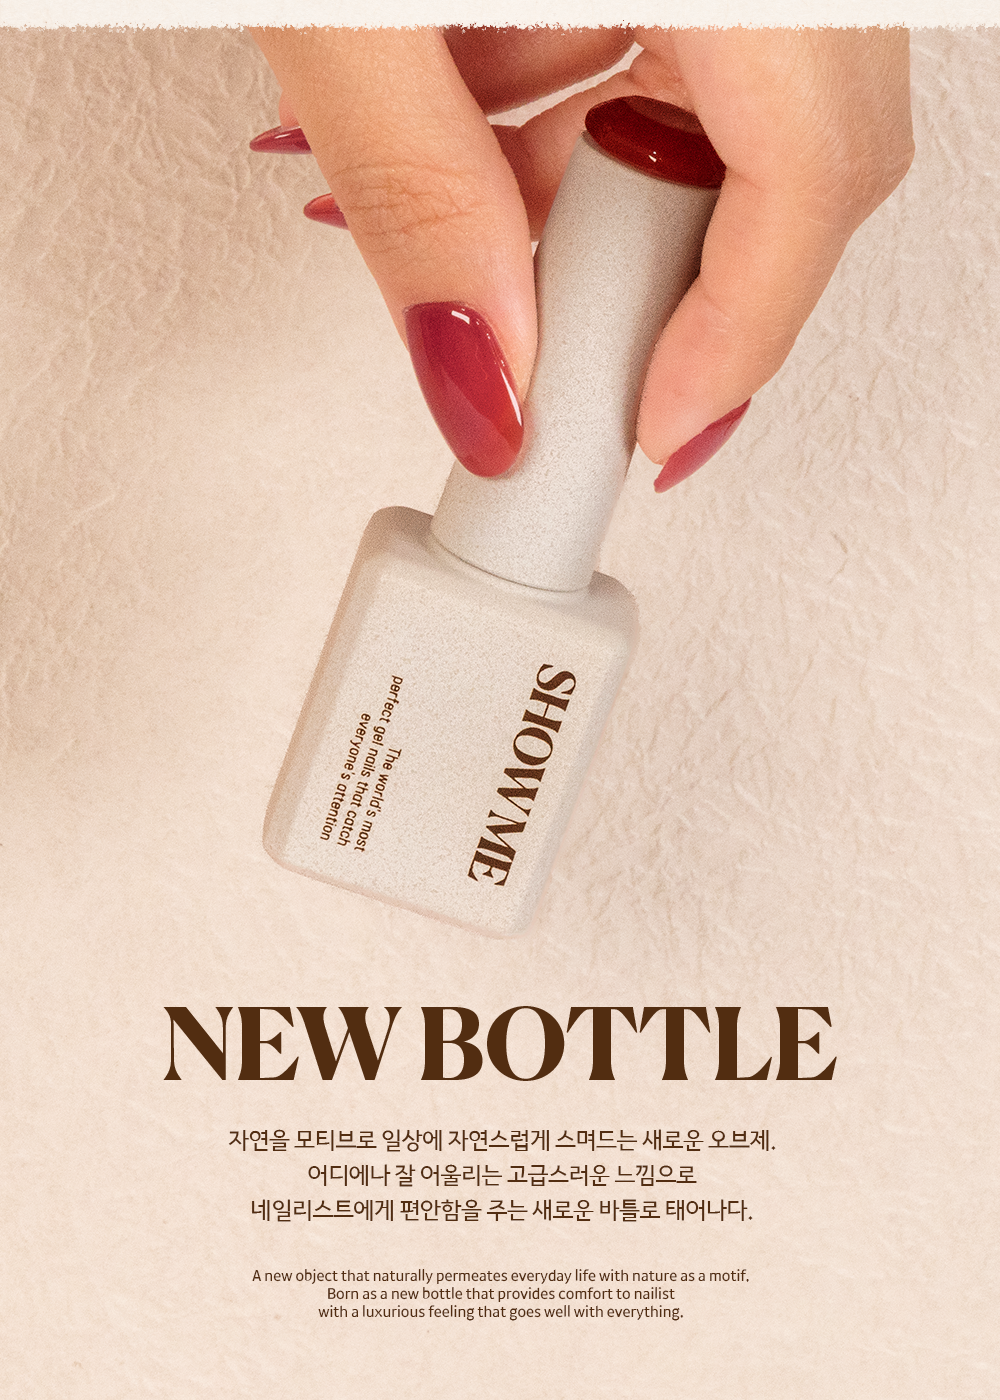 SHOWME
The world's most
perfect gel nails that catch
everyone's attention
NEW BOTTLE
자연을 모티브로 일상에 자연스럽게 스며드는 새로운 오브제.
어디에나 잘 어울리는 고급스러운 느낌으로
네일리스트에게 편안함을 주는 새로운 바틀로 태어나다.
A new object that naturally permeates everyday life with nature as a motif.
Born as a new bottle that provides comfort to nailist
with a luxurious feeling that goes well with everything.